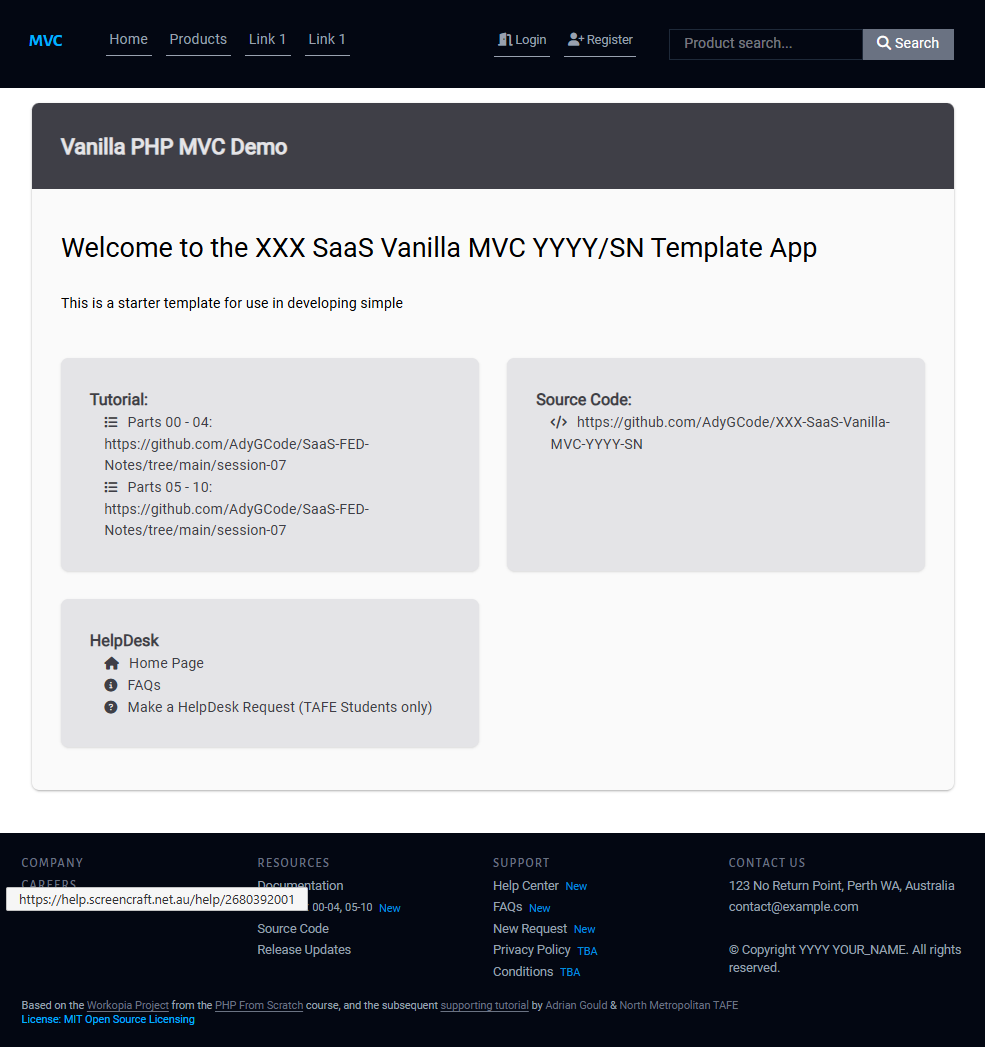 MVC Home Products Link 1 Link 1 Login Register Product search... Search
Vanilla PHP MVC Demo
Welcome to the XXX SaaS Vanilla MVC YYYY/SN Template App
This is a starter template for use in developing simple
Tutorial:
Parts 00 - 04:
https://github.com/AdyGCode/SaaS-FED-
Notes/tree/main/session-07
Parts 05 - 10:
https://github.com/AdyGCode/SaaS-FED-
Notes/tree/main/session-07
Source Code:
https://github.com/AdyGCode/XXX-SaaS-Vanilla-
MVC-YYYY-SN
HelpDesk
Home Page
FAQs
Make a HelpDesk Request (TAFE Students only)
COMPANY
CAREERS
https://help.screencraft.net.au/help/2680392001
RESOURCES
Documentation
00-04, 05-10 New
Source Code
Release Updates
SUPPORT
Help Center New
FAQs New
New Request New
Privacy Policy TBA
Conditions TBA
CONTACT US
123 No Return Point, Perth WA, Australia
contact@example.com
© Copyright YYYY YOUR_NAME. All rights
reserved.
Based on the Workopia Project from the PHP From Scratch course, and the subsequent supporting tutorial by Adrian Gould & North Metropolitan TAFE
License: MIT Open Source Licensing